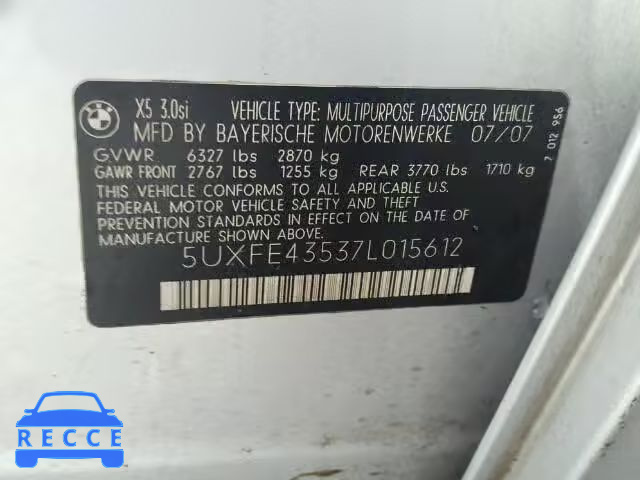 BMW
X5 3.0si VEHICLE TYPE: MULTIPURPOSE PASSENGER VEHICLE
MFD BY BAYERISCHE MOTORENWERKE 07/07
GVWR 6327 lbs 2870 kg
GAWR FRONT 2767 lbs 1255 kg REAR 3770 lbs 1710 kg
THIS VEHICLE CONFORMS TO ALL APPLICABLE U.S.
FEDERAL MOTOR VEHICLE SAFETY AND THEFT
PREVENTION STANDARDS IN EFFECT ON THE DATE OF
MANUFACTURE SHOWN ABOVE.
5UXFE43537L015612
7 012 956
RECCE